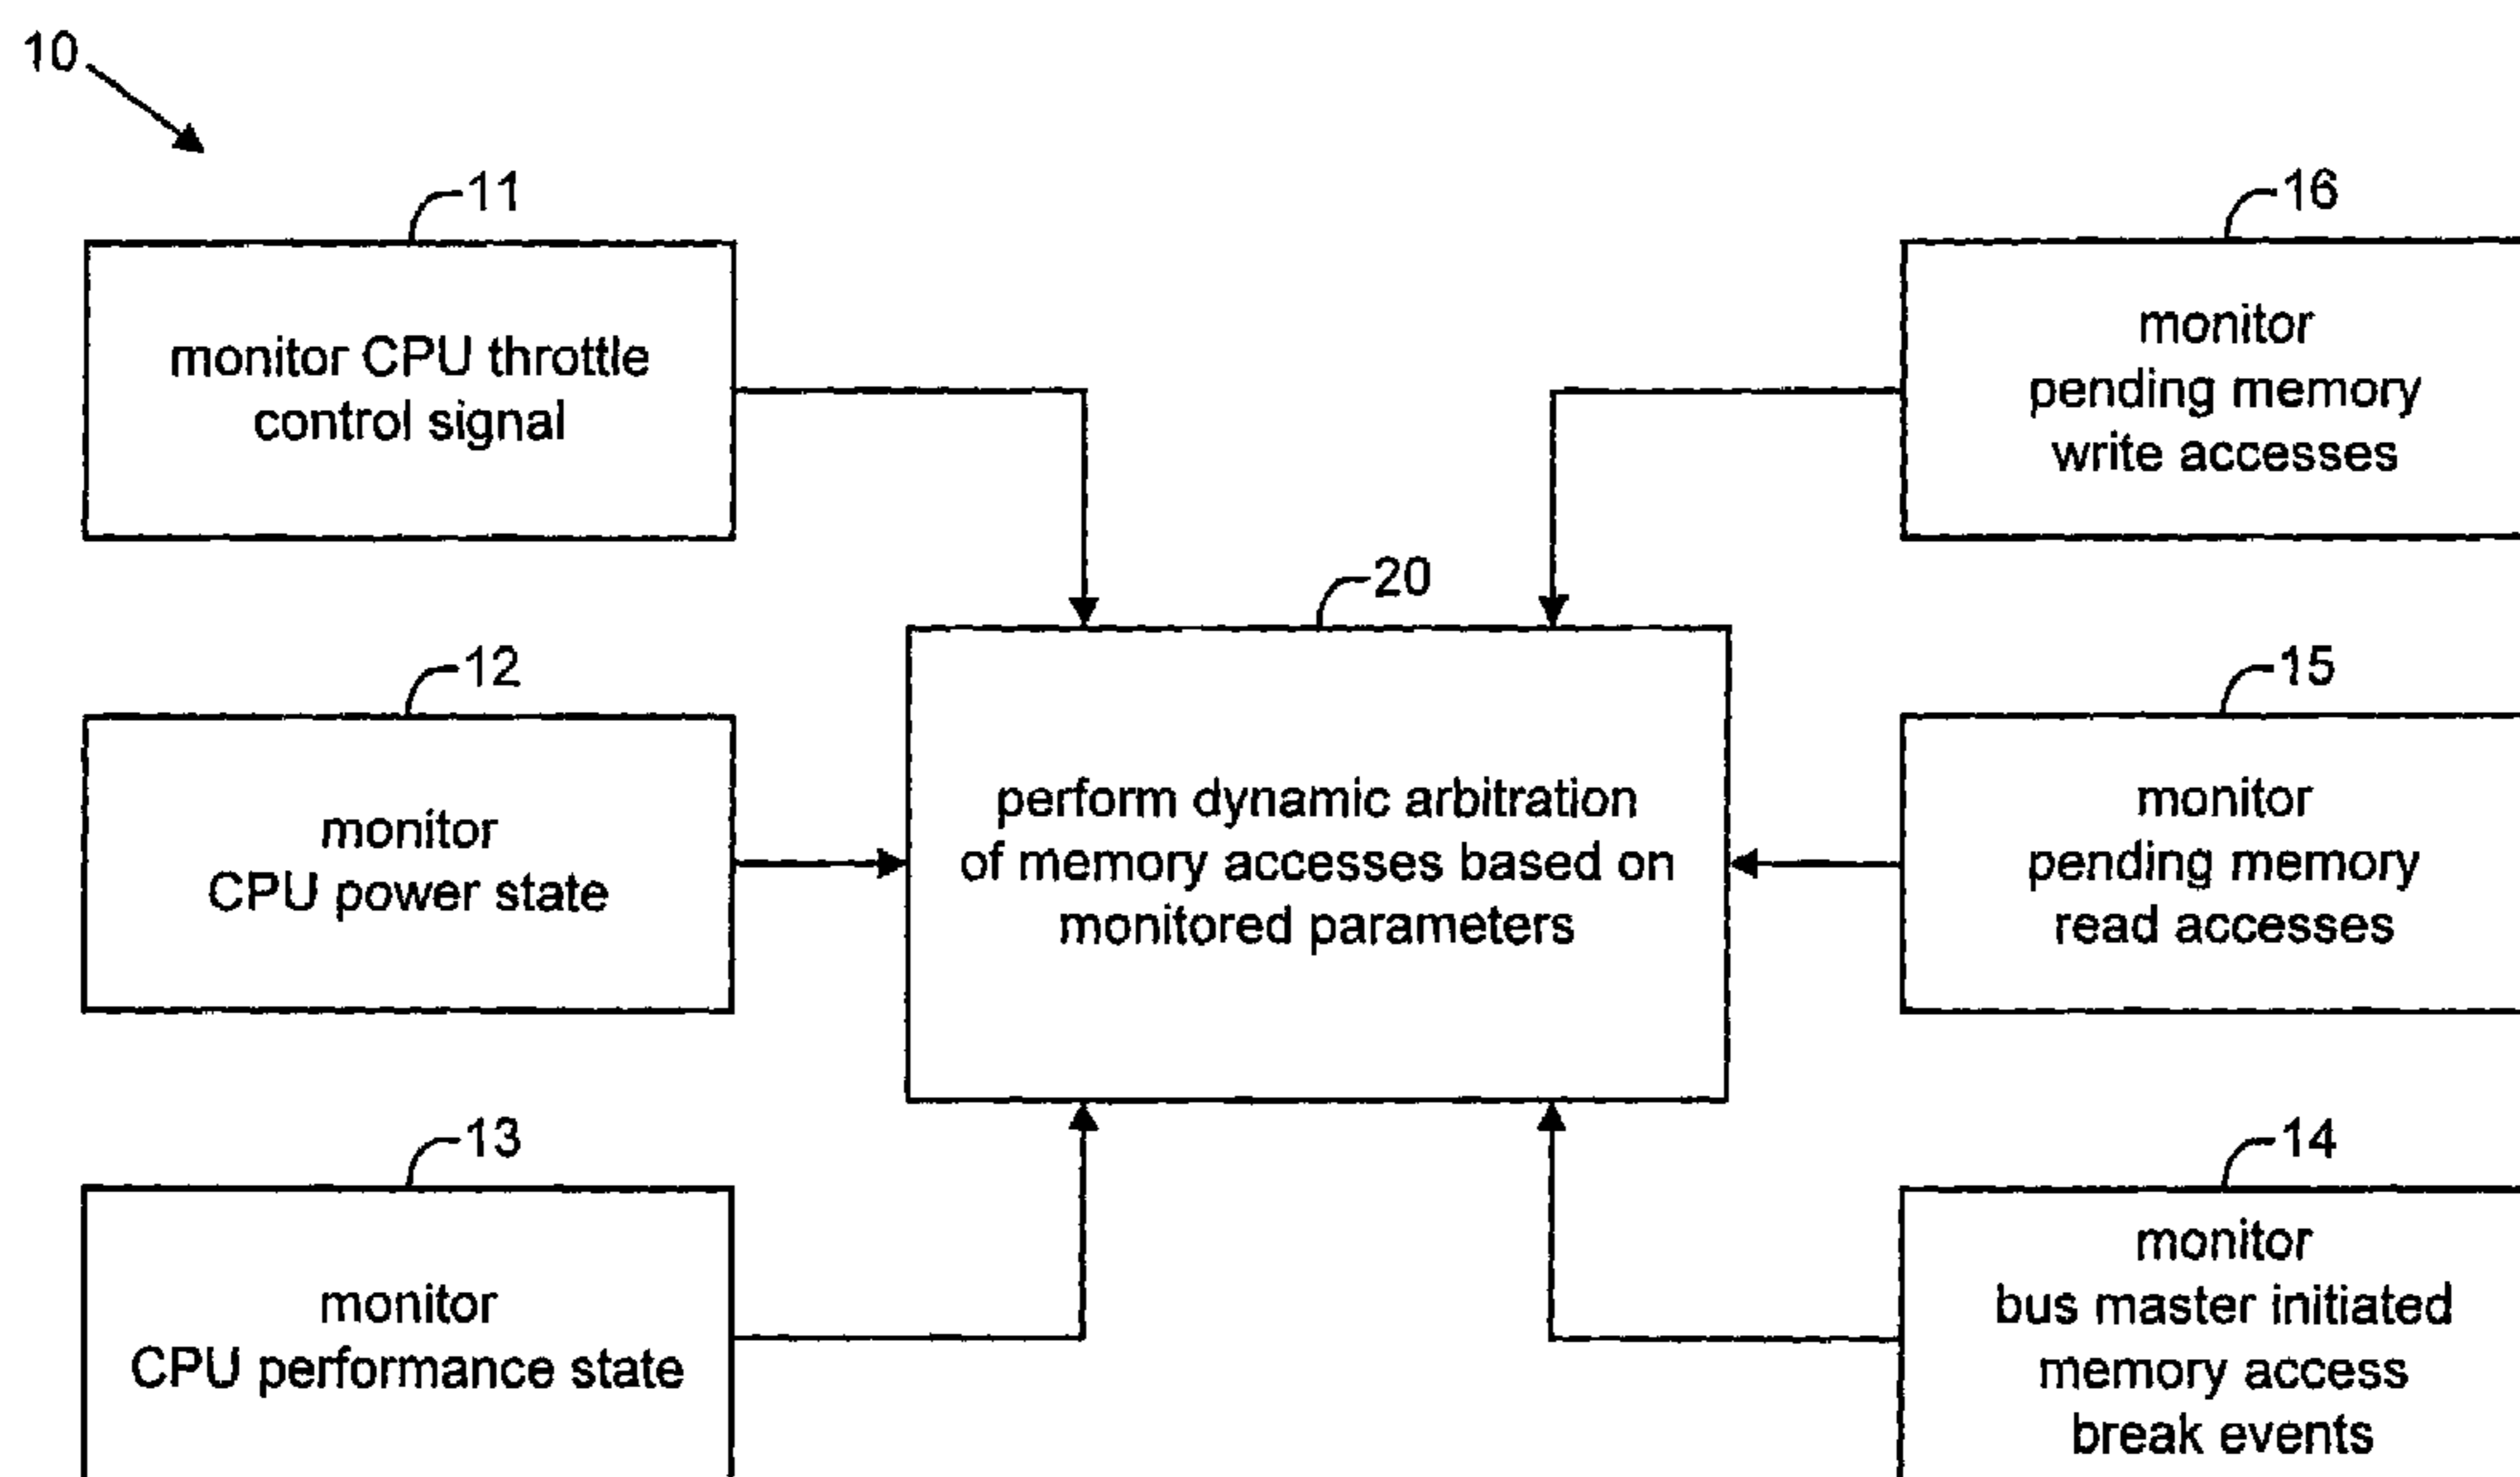 10
11
monitor CPU throttle
control signal
16
monitor
pending memory
write accesses
12
monitor
CPU power state
20
perform dynamic arbitration
of memory accesses based on
monitored parameters
15
monitor
pending memory
read accesses
13
monitor
CPU performance state
14
monitor
bus master initiated
memory access
break events